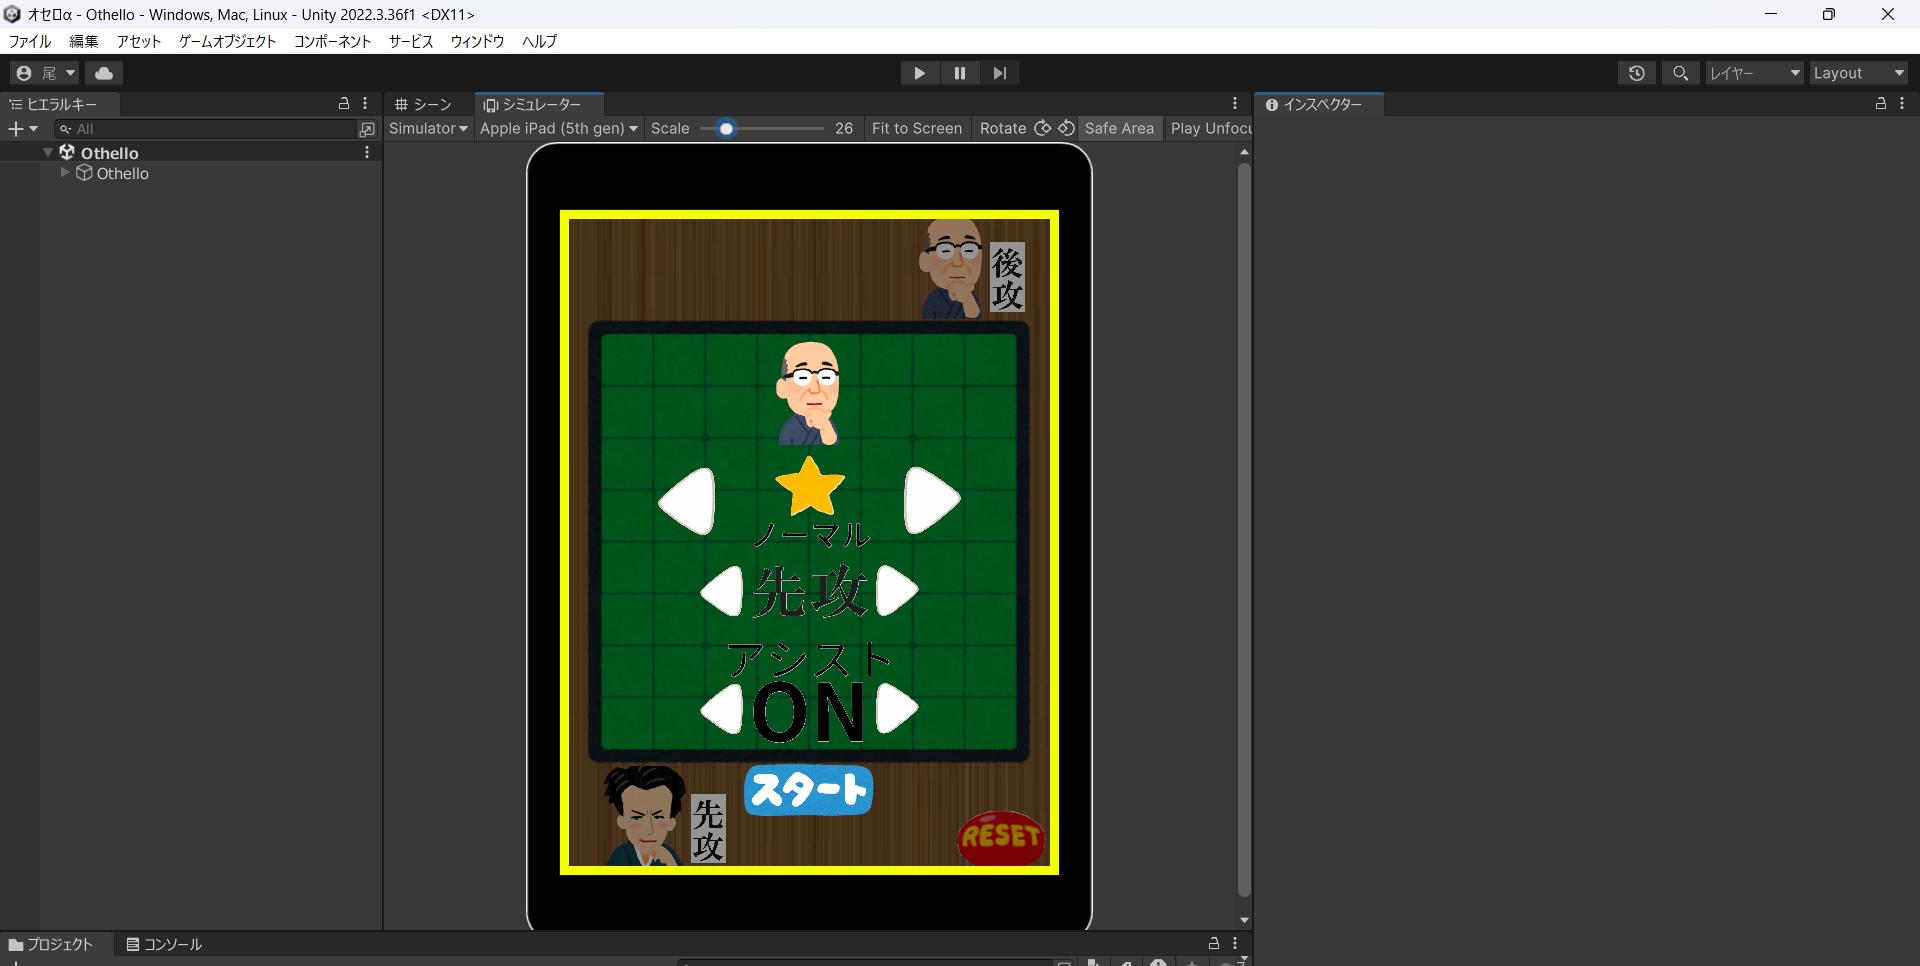 オセロα - Othello - Windows, Mac, Linux - Unity 2022.3.36f1 <DX11>
ファイル 編集 アセット ゲームオブジェクト コンポーネント サービス ウィンドウ ヘルプ
尾
レイヤー
Layout
ヒエラルキー
シーン
シミュレーター
インスペクター
All
Simulator
Apple iPad (5th gen)
Scale
26
Fit to Screen
Rotate
Safe Area
Play Unfocu
Othello
Othello
後攻
ノーマル
先攻
アシスト
ON
スタート
先攻
RESET
プロジェクト
コンソール